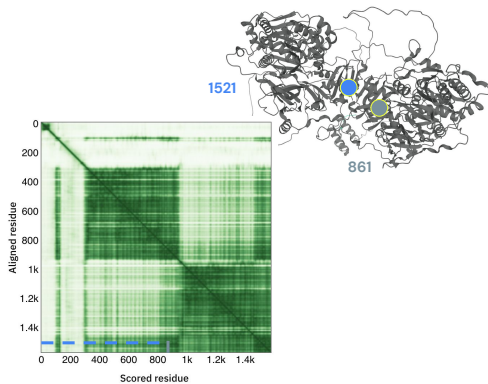 1521
861
0
200
400
600
800
1k
1.2k
1.4k
Aligned residue
0 200 400 600 800 1k 1.2k 1.4k
Scored residue